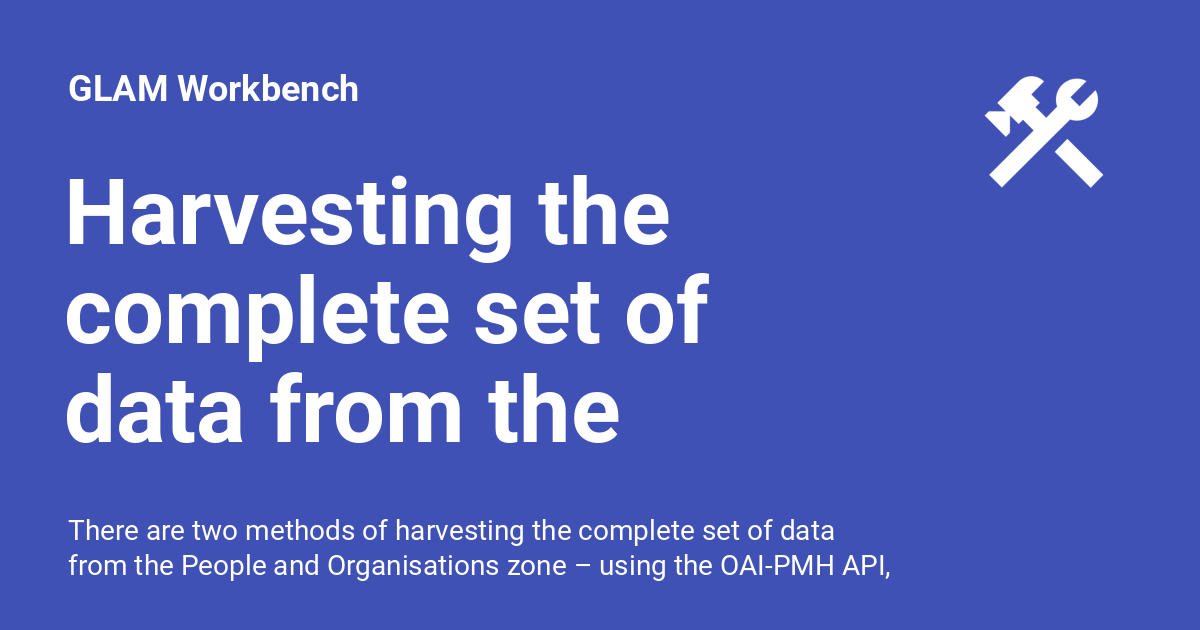 GLAM Workbench
Harvesting the
complete set of
data from the
There are two methods of harvesting the complete set of data
from the People and Organisations zone – using the OAI-PMH API,